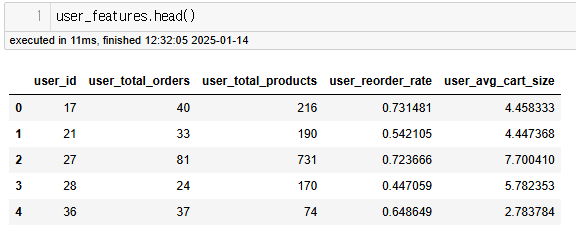 1 user_features.head()
executed in 11ms, finished 12:32:05 2025-01-14
user_id user_total_orders user_total_products user_reorder_rate user_avg_cart_size
0 17 40 216 0.731481 4.458333
1 21 33 190 0.542105 4.447368
2 27 81 731 0.723666 7.700410
3 28 24 170 0.447059 5.782353
4 36 37 74 0.648649 2.783784